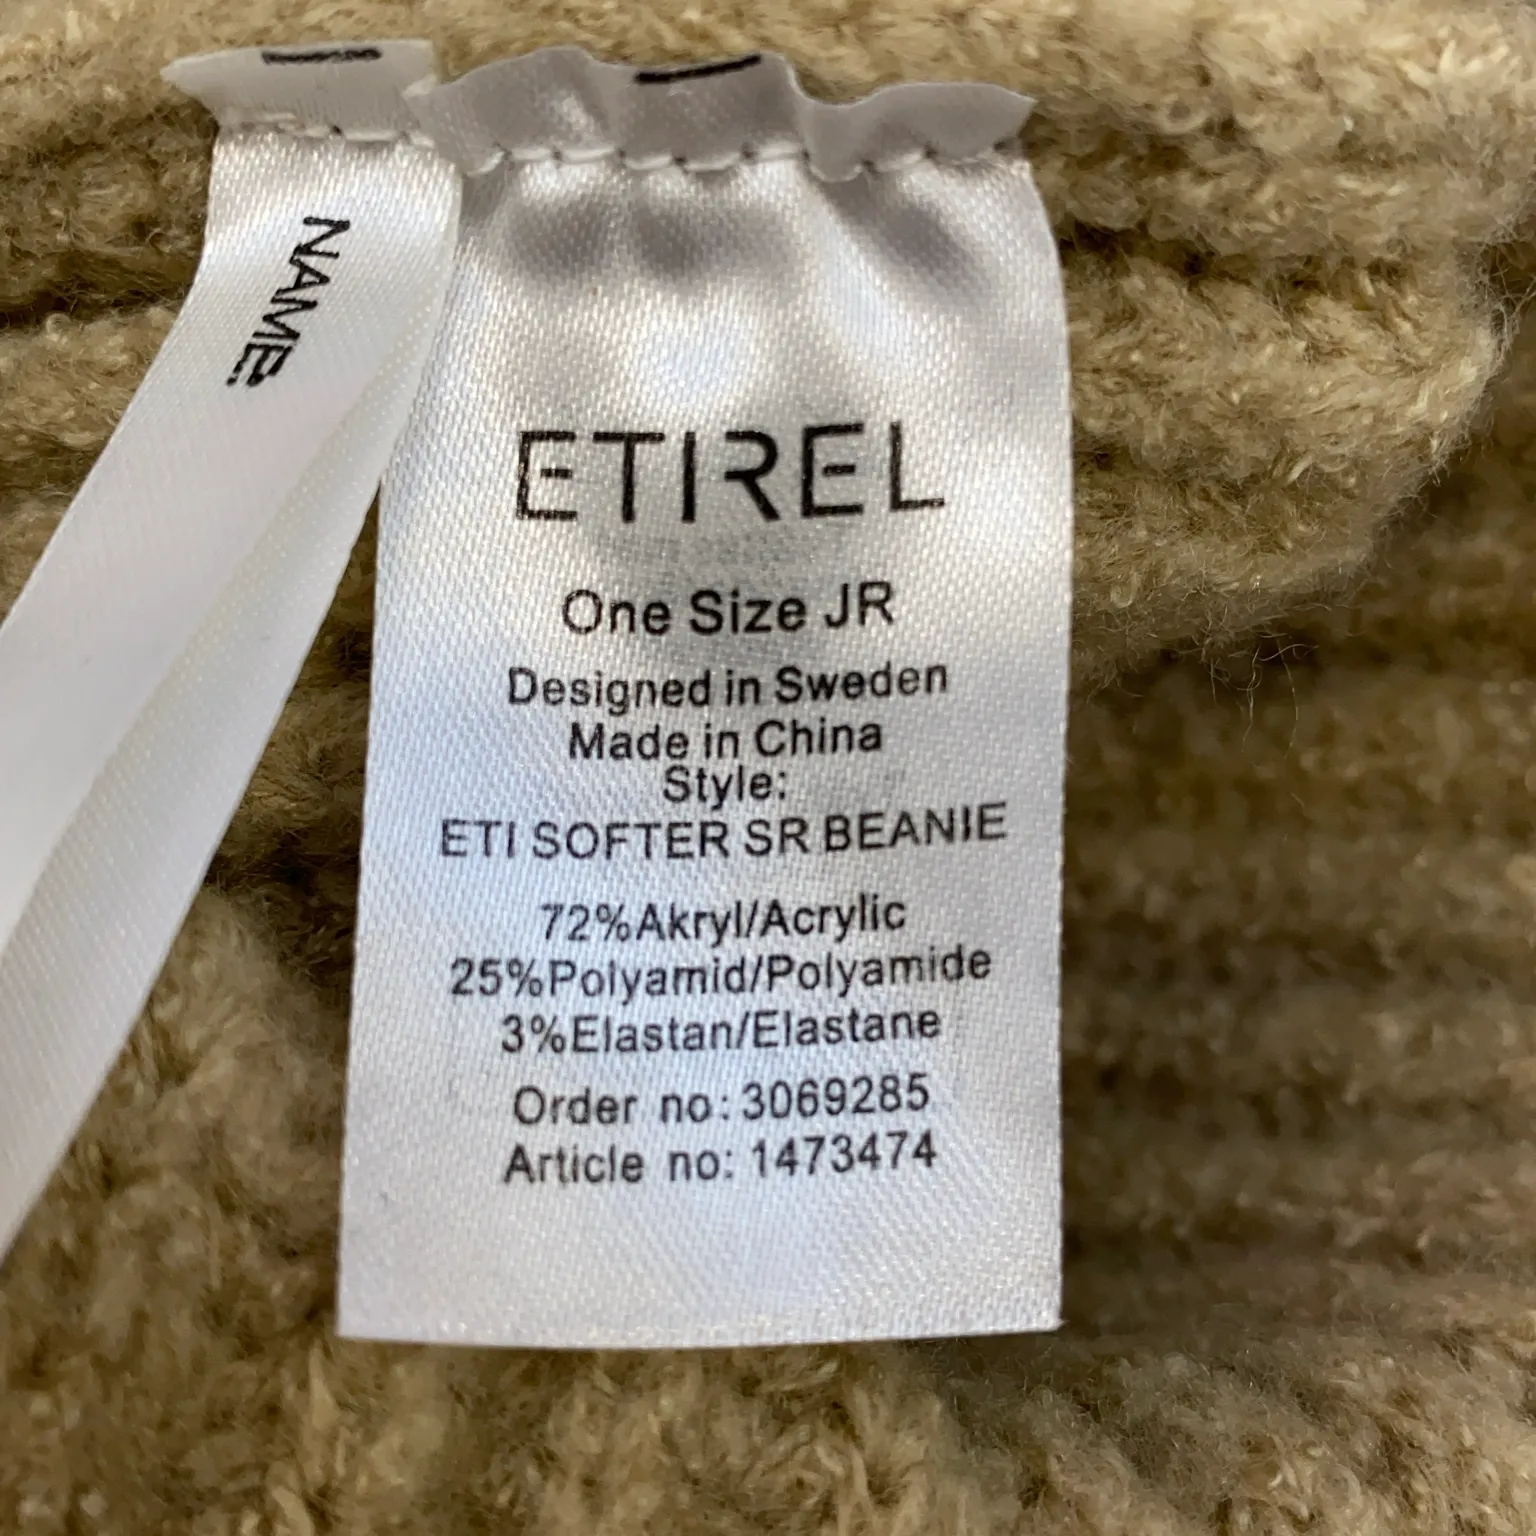 NAME:
ETIREL
One Size JR
Designed in Sweden
Made in China
Style:
ETI SOFTER SR BEANIE
72%Akryl/Acrylic
25%Polyamid/Polyamide
3%Elastan/Elastane
Order no:3069285
Article no: 1473474